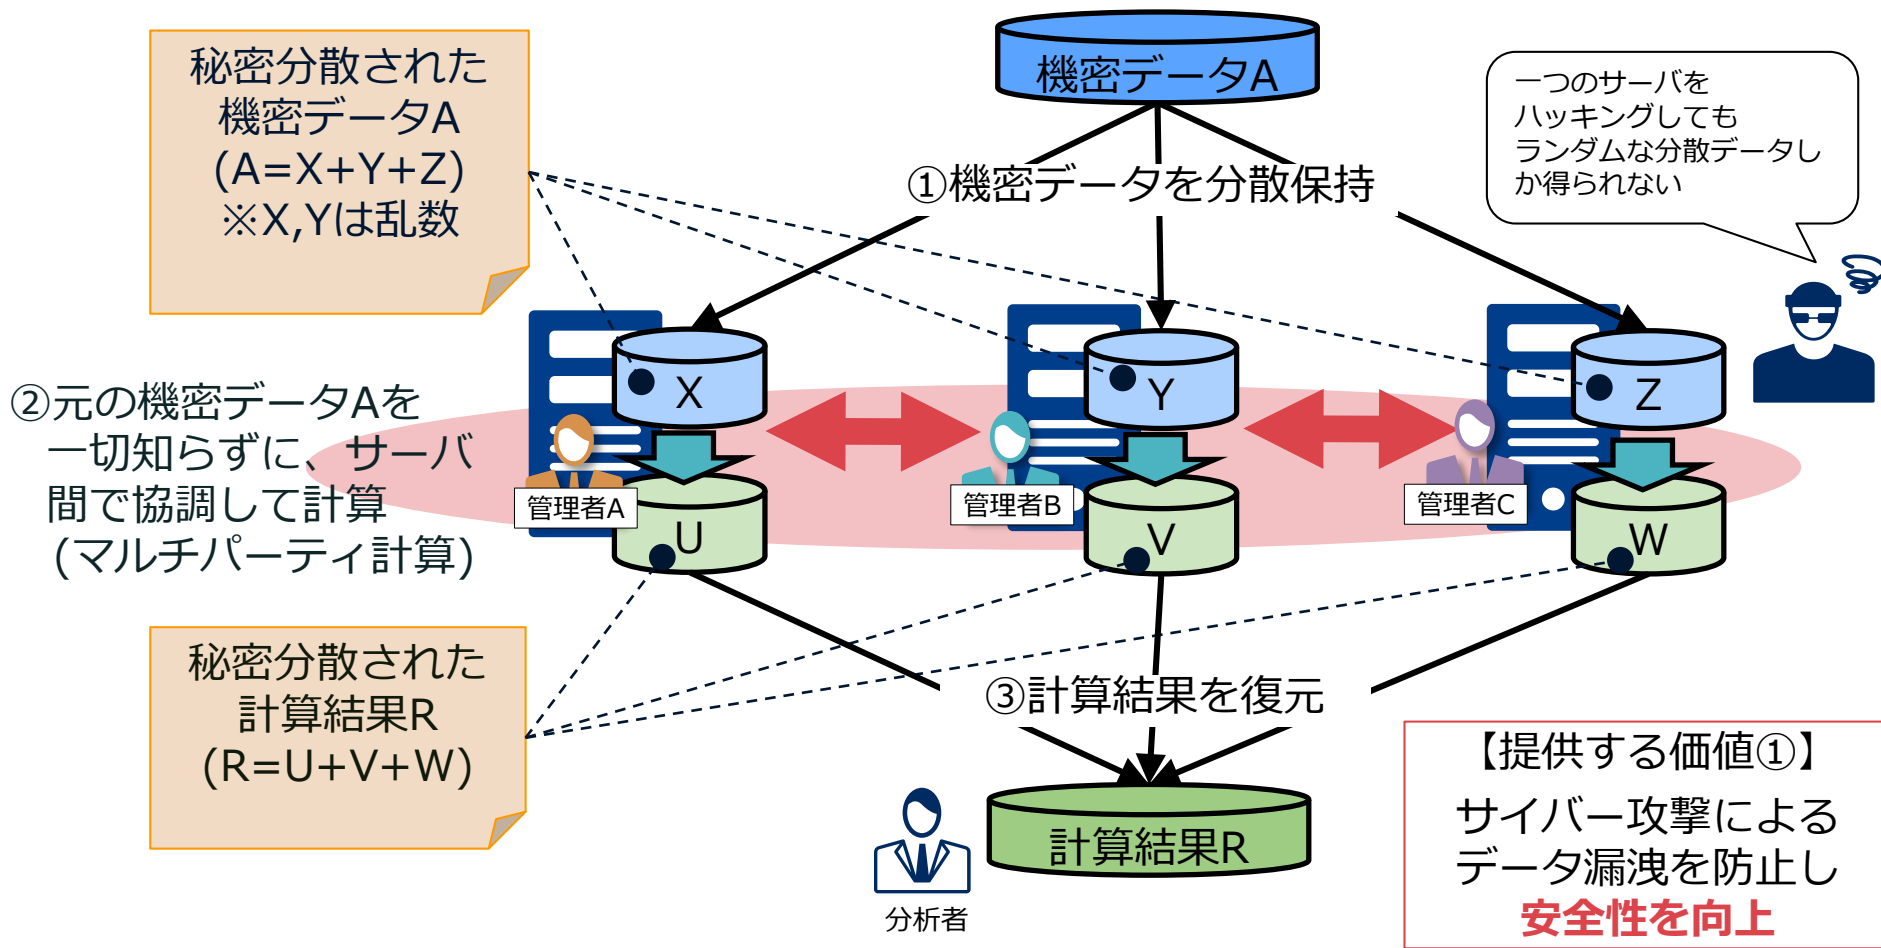 秘密分散された
機密データA
(A=X+Y+Z)
※X,Yは乱数
機密データA
一つのサーバを
ハッキングしても
ランダムな分散データし
か得られない
①機密データを分散保持
X
Y
Z
②元の機密データAを
一切知らずに、サーバ
間で協調して計算
(マルチパーティ計算)
管理者A
管理者B
管理者C
U
V
W
秘密分散された
計算結果R
(R=U+V+W)
③計算結果を復元
計算結果R
分析者
【提供する価値①】
サイバー攻撃による
データ漏洩を防止し
安全性を向上